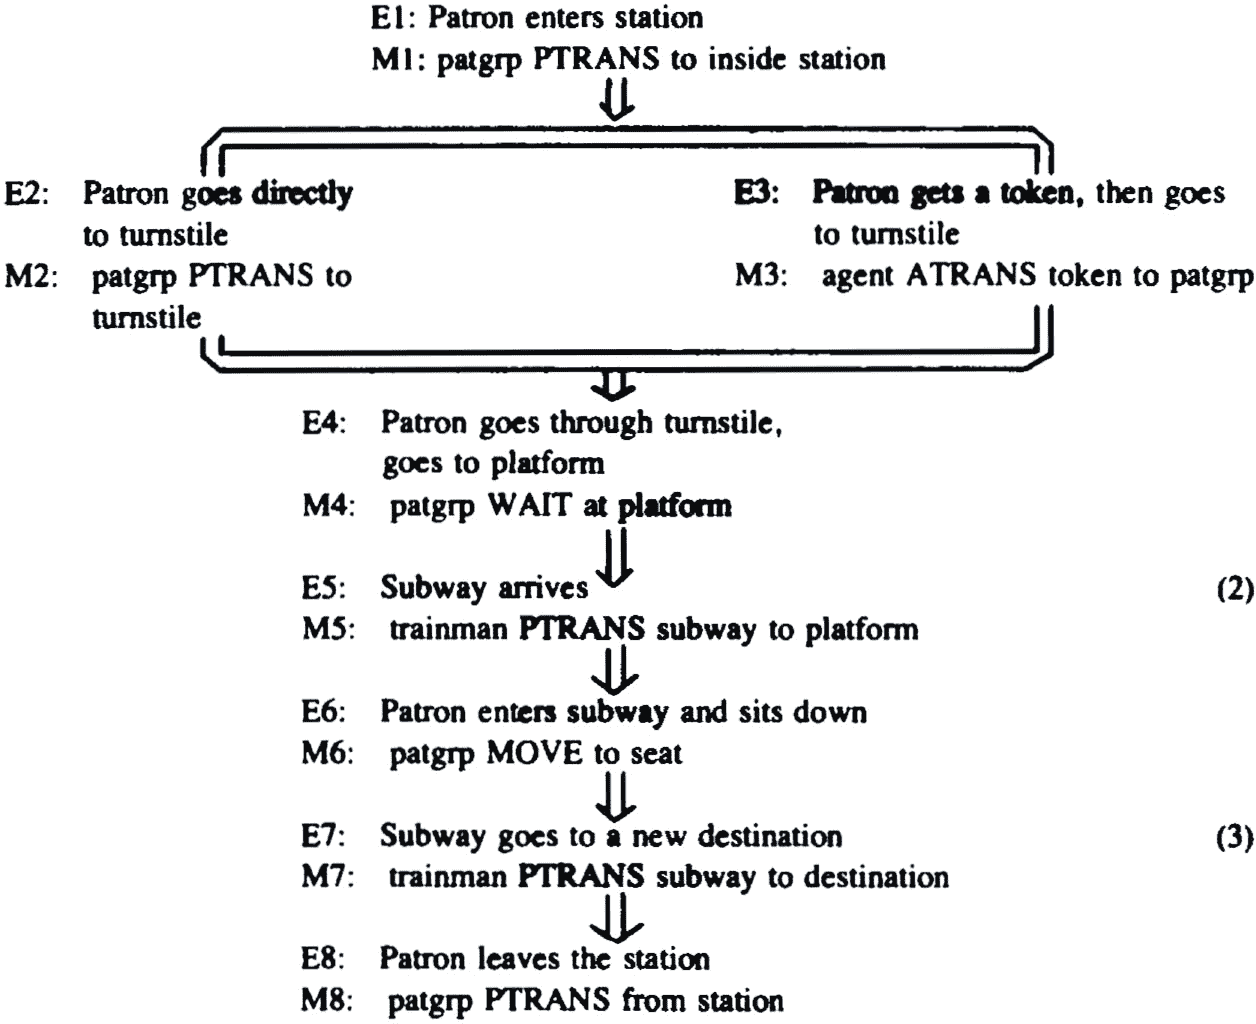 E1: Patron enters station
M1: patgrp PTRANS to inside station
E2: Patron goes directly
to turnstile
M2: patgrp PTRANS to
turnstile
E3: Patron gets a token, then goes
to turnstile
M3: agent ATRANS token to patgrp
E4: Patron goes through turnstile,
goes to platform
M4: patgrp WAIT at platform
E5: Subway arrives (2)
M5: trainman PTRANS subway to platform
E6: Patron enters subway and sits down
M6: patgrp MOVE to seat
E7: Subway goes to a new destination (3)
M7: trainman PTRANS subway to destination
E8: Patron leaves the station
M8: patgrp PTRANS from station